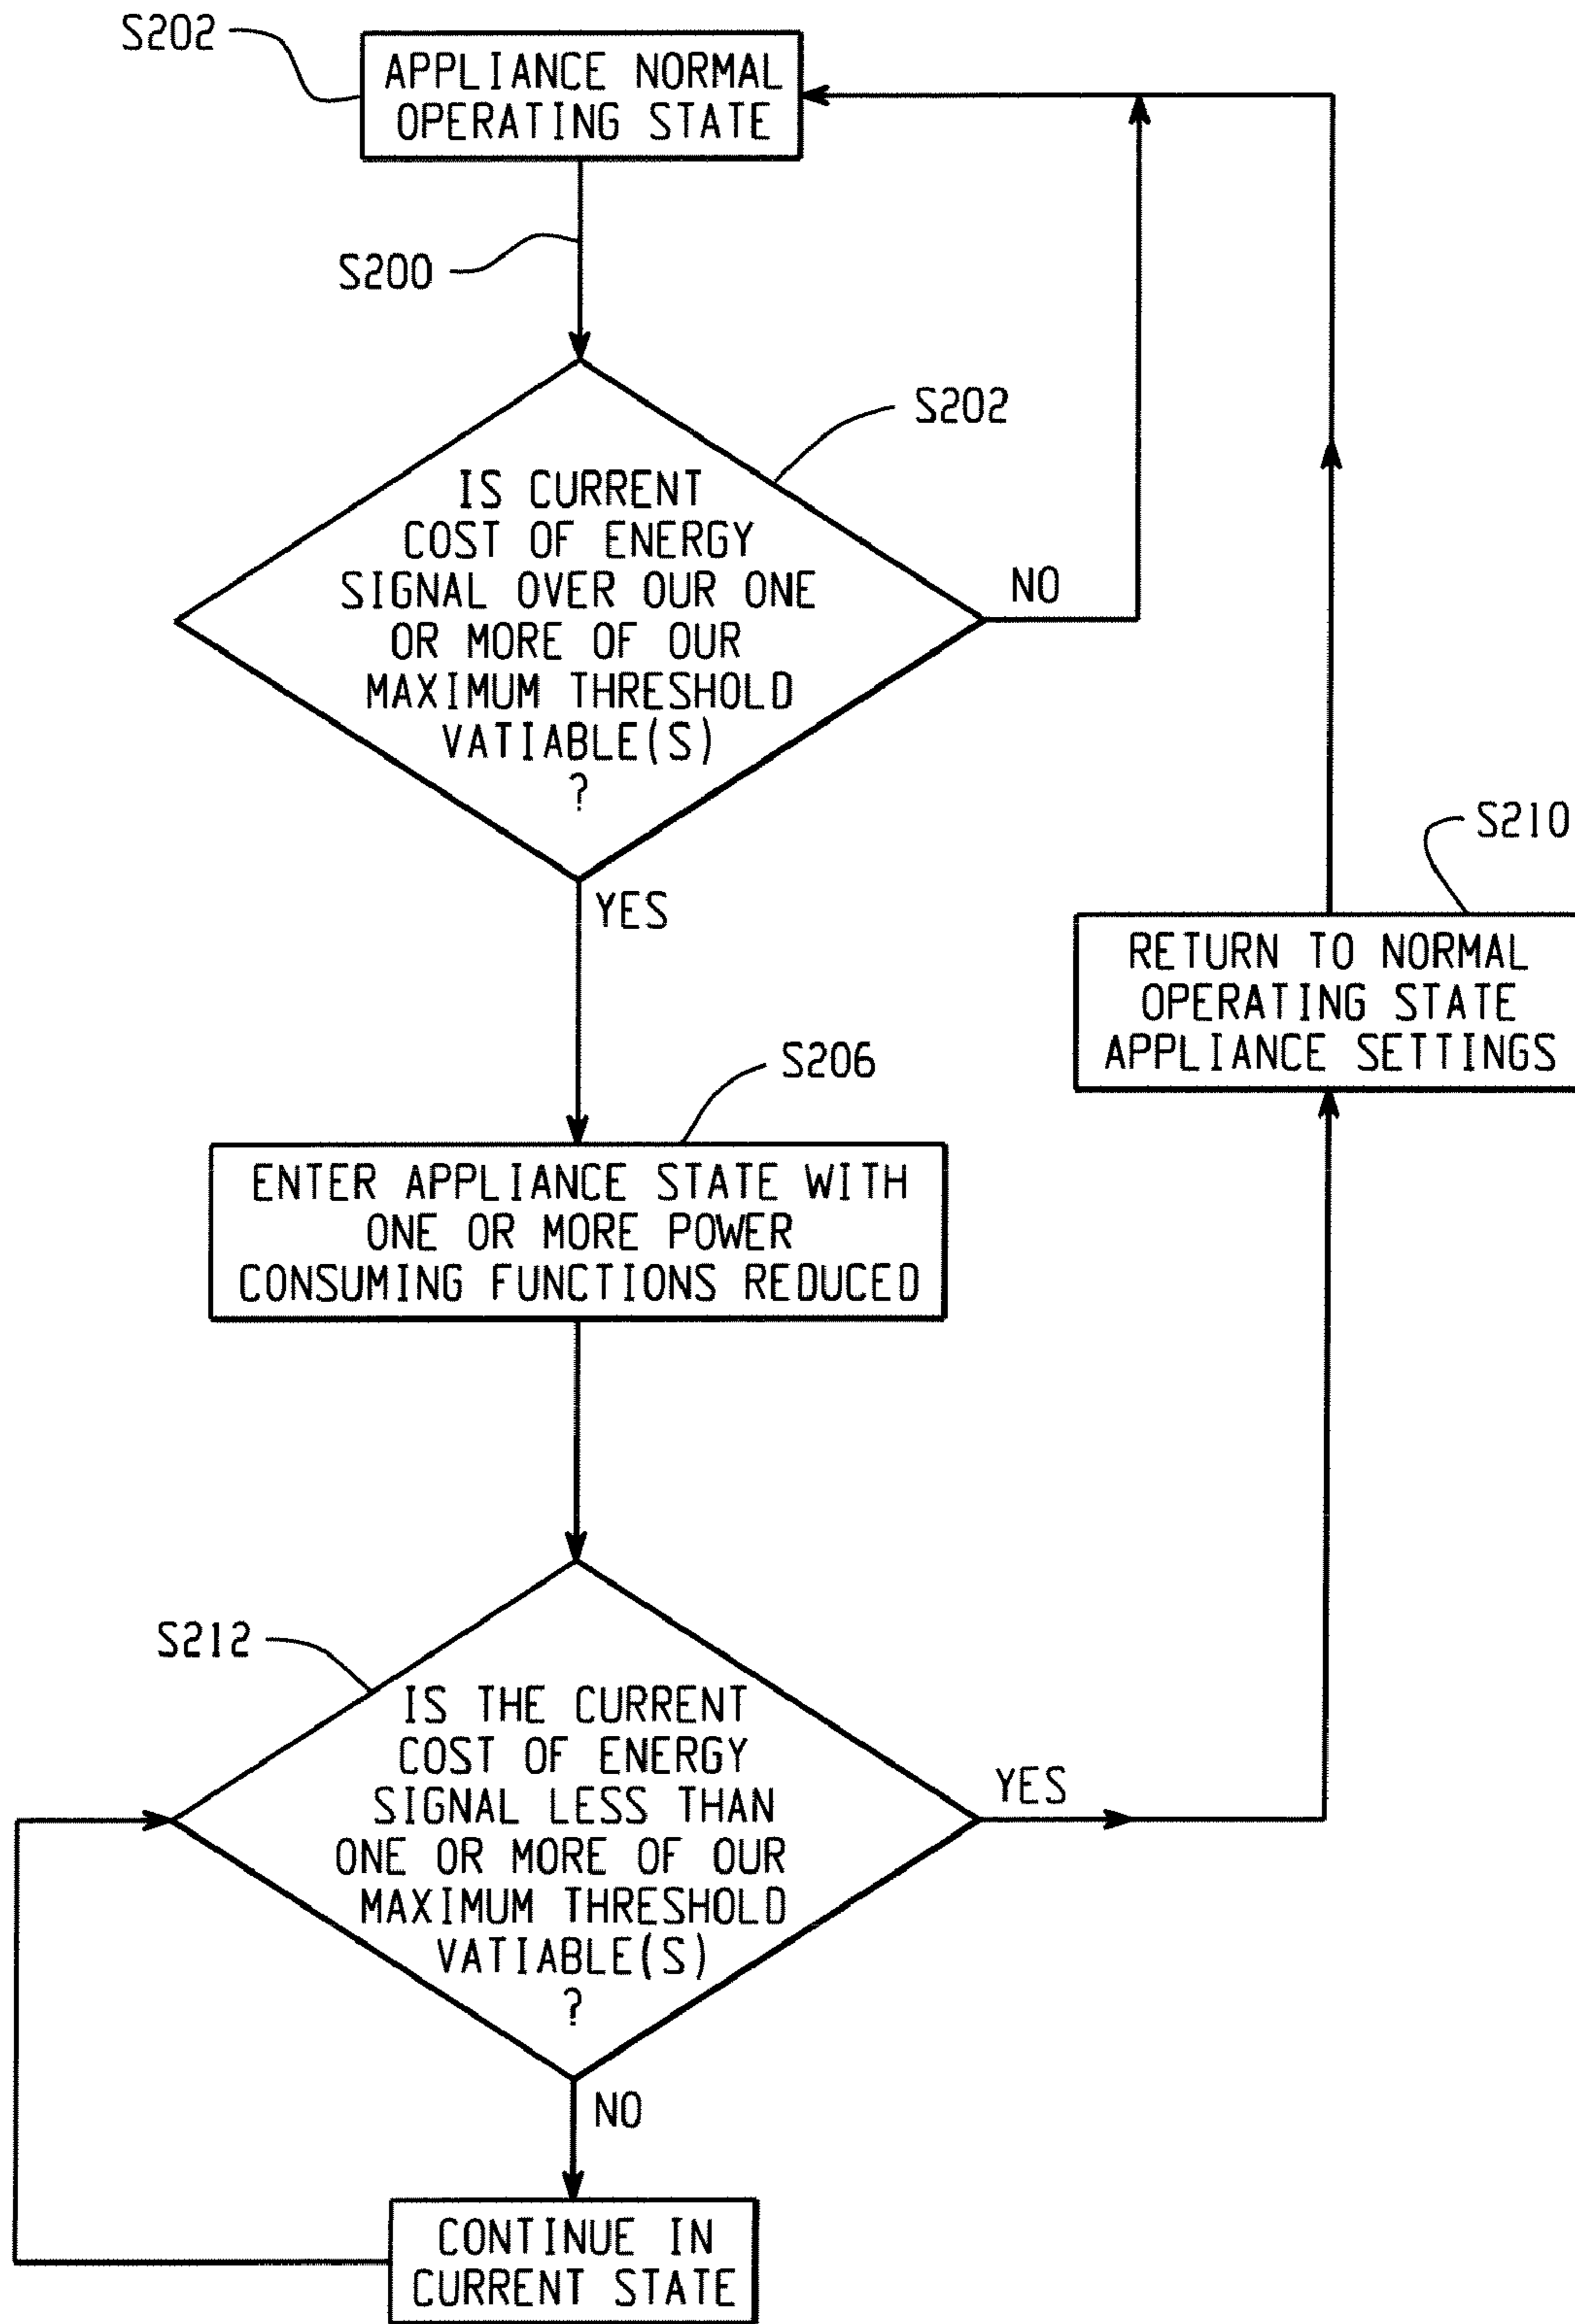 S202
APPLIANCE NORMAL
OPERATING STATE
S200
S202
IS CURRENT
COST OF ENERGY
SIGNAL OVER OUR ONE
OR MORE OF OUR
MAXIMUM THRESHOLD
VATIABLE(S)
?
NO
YES
S210
RETURN TO NORMAL
OPERATING STATE
APPLIANCE SETTINGS
S206
ENTER APPLIANCE STATE WITH
ONE OR MORE POWER
CONSUMING FUNCTIONS REDUCED
S212
IS THE CURRENT
COST OF ENERGY
SIGNAL LESS THAN
ONE OR MORE OF OUR
MAXIMUM THRESHOLD
VATIABLE(S)
?
YES
NO
CONTINUE IN
CURRENT STATE